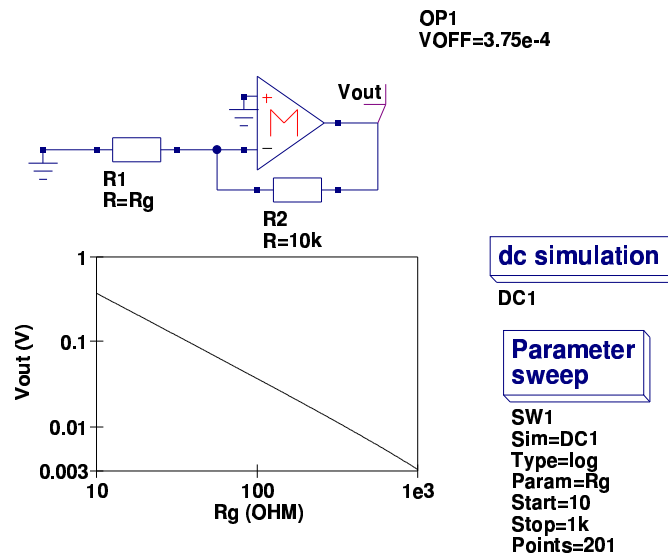 OP1
VOFF=3.75e-4
Vout
+
M
−
R1
R=Rg
R2
R=10k
1
0.1
0.01
0.003
Vout (V)
10
100
1e3
Rg (OHM)
dc simulation
DC1
Parameter
sweep
SW1
Sim=DC1
Type=log
Param=Rg
Start=10
Stop=1k
Points=201